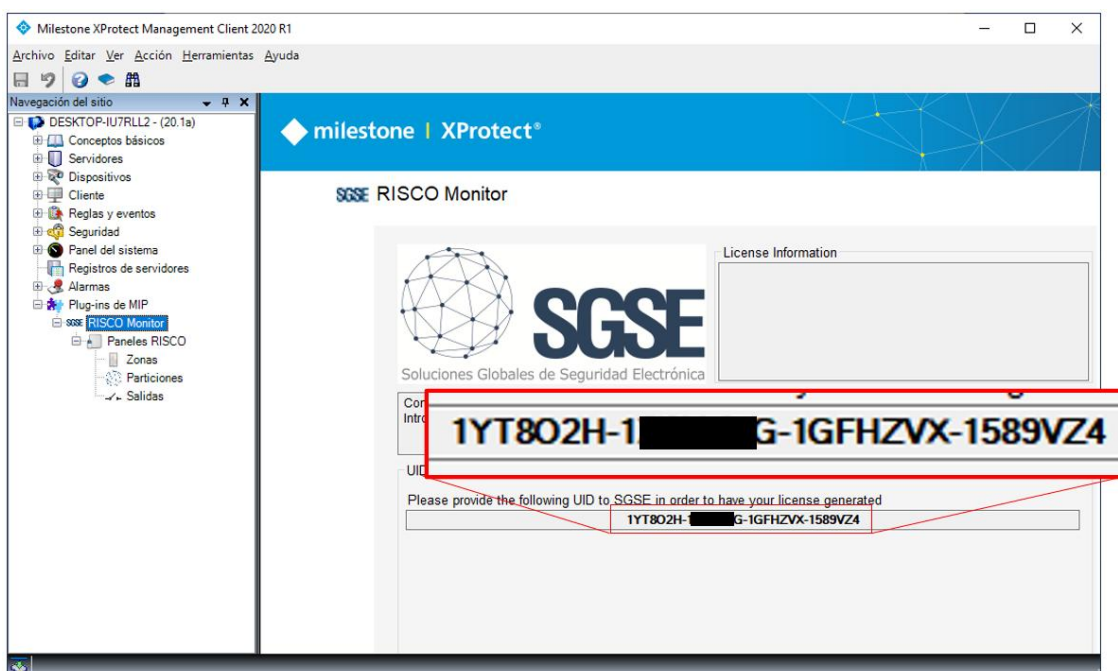 Milestone XProtect Management Client 2020 R1
Archivo Editar Ver Acción Herramientas Ayuda
Navegación del sitio
DESKTOP-IU7RLL2 - (20.1a)
Conceptos básicos
Servidores
Dispositivos
Cliente
Reglas y eventos
Seguridad
Panel del sistema
Registros de servidores
Alarmas
Plug-ins de MIP
SGSE RISCO Monitor
Paneles RISCO
Zonas
Particiones
Salidas
milestone | XProtect®
SGSE RISCO Monitor
SGSE
Soluciones Globales de Seguridad Electrónica
License Information
UID
Please provide the following UID to SGSE in order to have your license generated
1YT8O2H-1 G-1GFHZVX-1589VZ4
1YT8O2H-1 G-1GFHZVX-1589VZ4